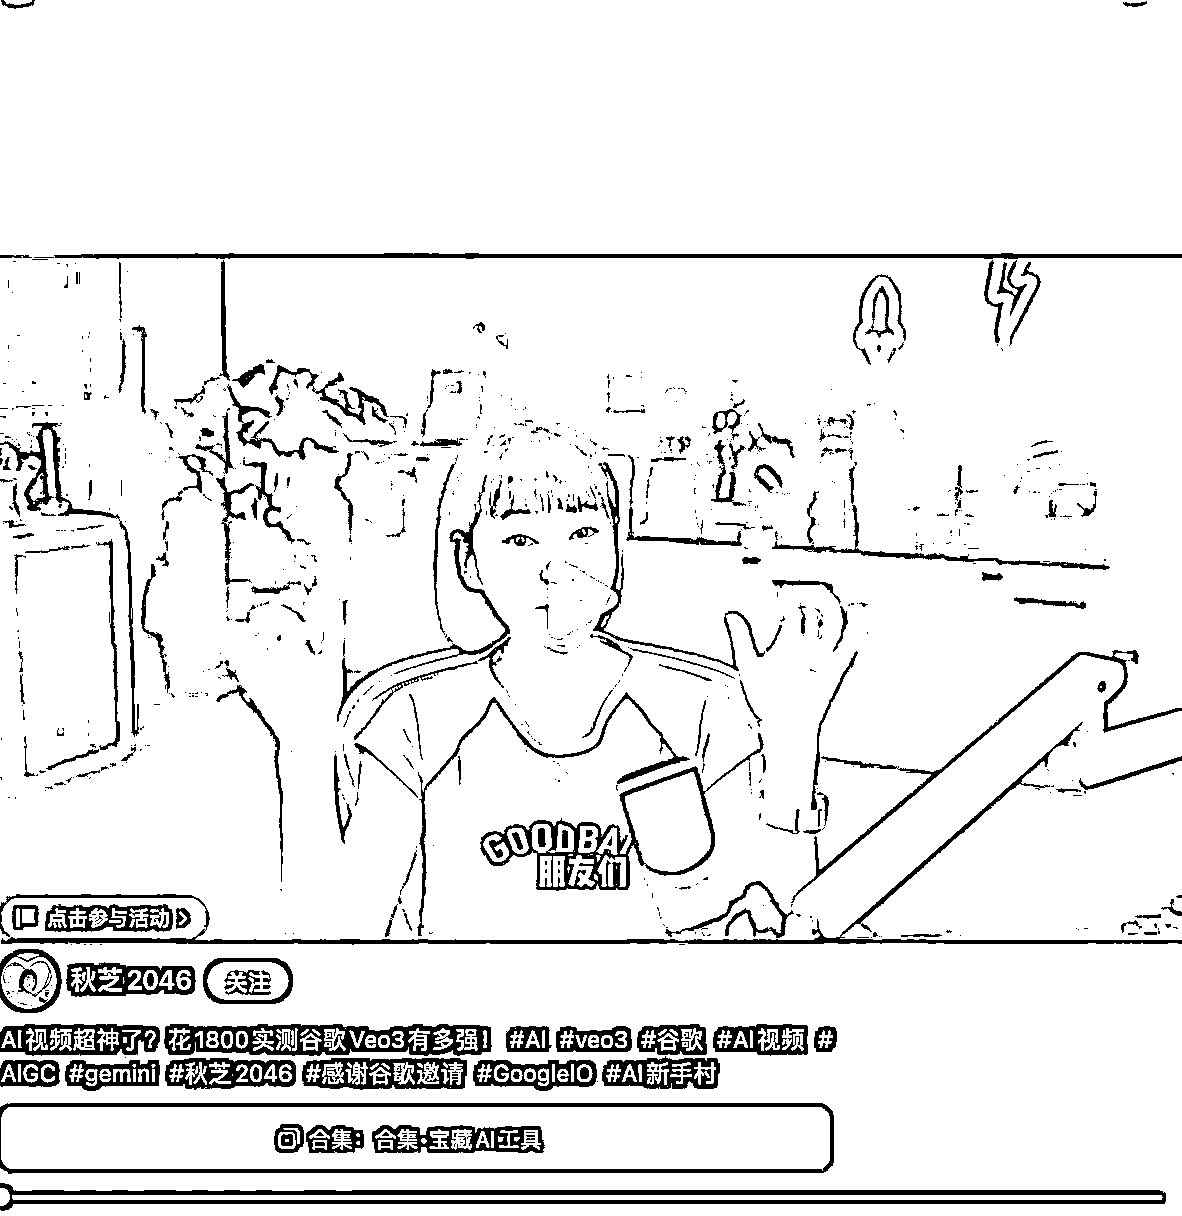 GOODBAI
朋友们
点击参与活动 >
秋芝2046 关注
AI视频超神了？花1800实测谷歌Veo3有多强！ #AI #veo3 #谷歌 #AI视频 #
AIGC #gemini #秋芝2046 #感谢谷歌邀请 #GoogleIO #AI新手村
合集：合集·宝藏AI工具